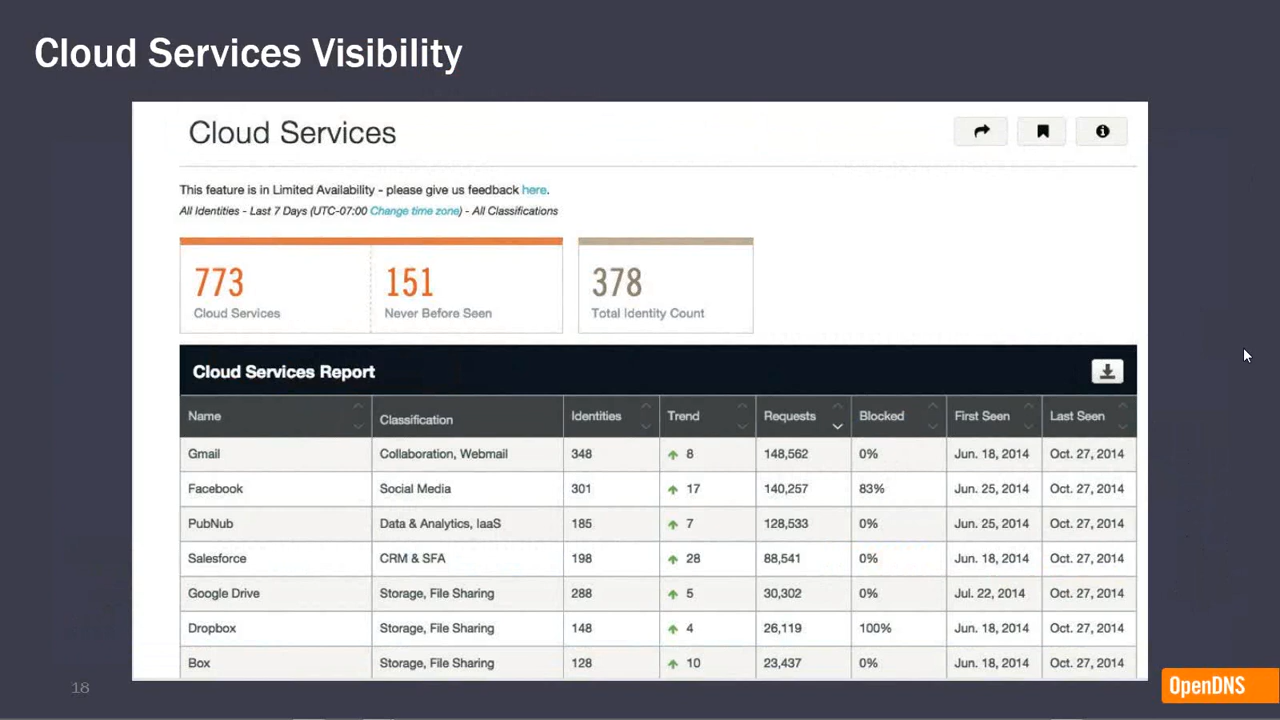 Cloud Services Visibility
Cloud Services
This feature is in Limited Availability - please give us feedback here.
All Identities - Last 7 Days (UTC-07:00 Change time zone) - All Classifications
773 151 378
Cloud Services Never Before Seen Total Identity Count
Cloud Services Report
Name Classification Identities Trend Requests Blocked First Seen Last Seen
Gmail Collaboration, Webmail 348 8 148,562 0% Jun. 18, 2014 Oct. 27, 2014
Facebook Social Media 301 17 140,257 83% Jun. 25, 2014 Oct. 27, 2014
PubNub Data & Analytics, IaaS 185 7 128,533 0% Jun. 25, 2014 Oct. 27, 2014
Salesforce CRM & SFA 198 28 88,541 0% Jun. 18, 2014 Oct. 27, 2014
Google Drive Storage, File Sharing 288 5 30,302 0% Jul. 22, 2014 Oct. 27, 2014
Dropbox Storage, File Sharing 148 4 26,119 100% Jun. 18, 2014 Oct. 27, 2014
Box Storage, File Sharing 128 10 23,437 0% Jun. 18, 2014 Oct. 27, 2014
18
OpenDNS